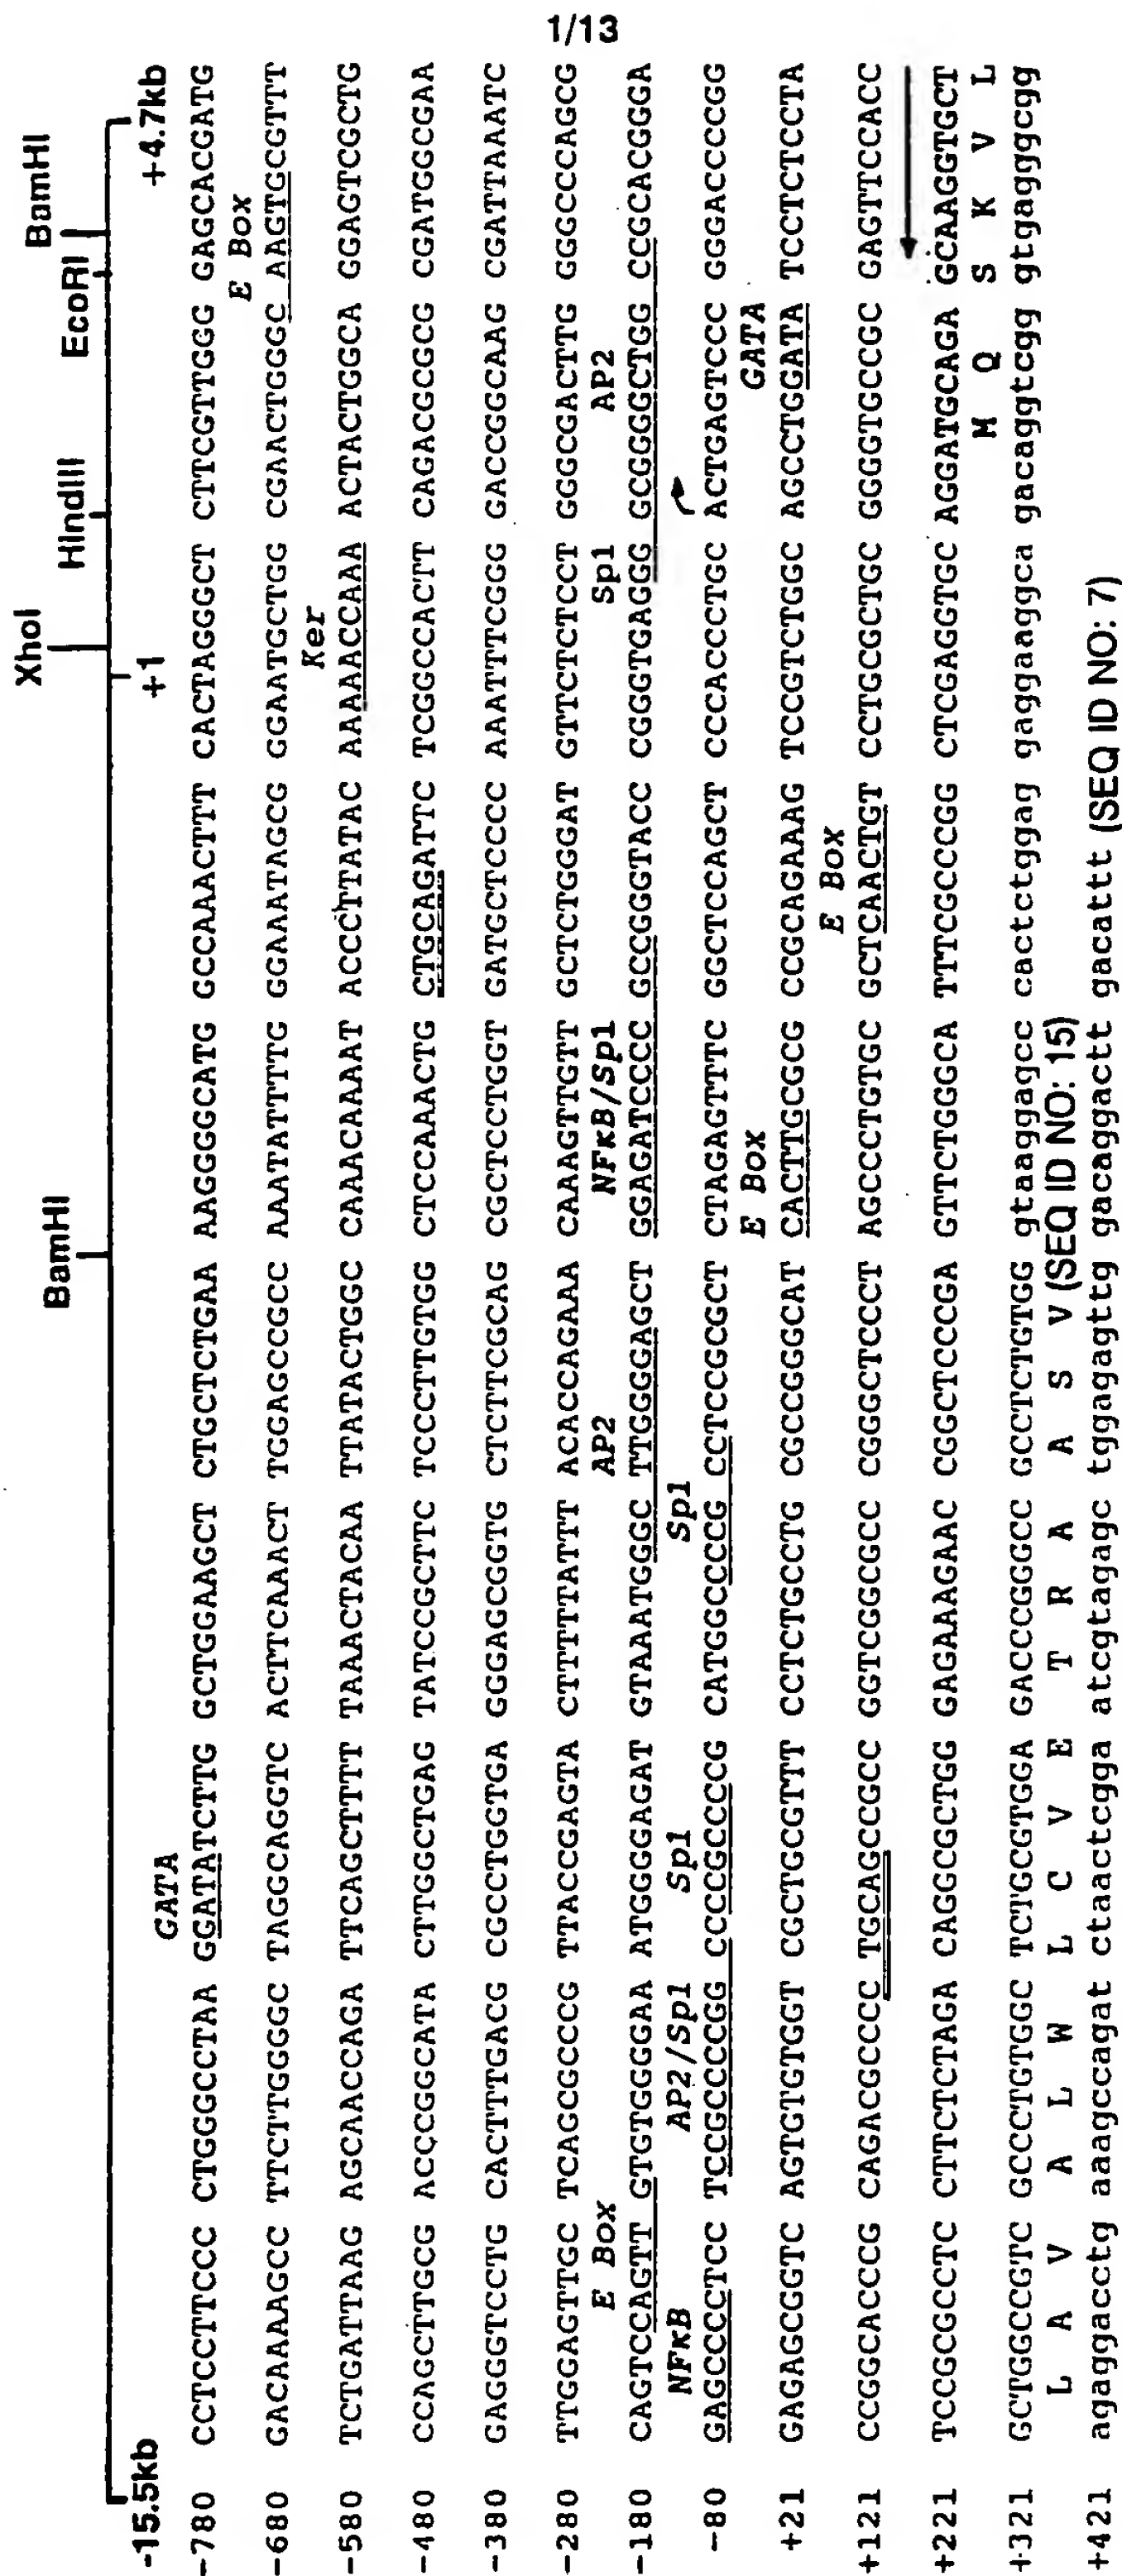 1/13
BamHI XhoI HindIII EcoRI BamHI
-15.5kb +1 +4.7kb
GATA
-780 CCTCCTTCCC CTGGGCCTAA GGATATCTTG GCTGGAAGCT CTGCTCTGAA AAGGGGCATG GCCAAACTTT CACTAGGGCT CTTCGTTGGG GAGCACGATG
E Box
-680 GACAAAAGCC TTCTTGGGGC TAGGCAGGTC ACTTCAAACT TGGAGCCGCC AAATATTTTG GGAAATAGCG GGAATGCTGG CGAACTGGGC AAGTGCGTTT
Ker
-580 TCTGATTAAG AGCAACCAGA TTCAGCTTTT TAAACTACAA TTATACTGGC CAAACAAAAT ACCCTTATAC AAAAACCAAA ACTACTGGCA GGAGTCGCTG
-480 CCAGCTTGCG ACCCGGCATA CTTGGCTGAG TATCCGCTTC TCCCTTGTGG CTCCAAACTG CTGCAGATTC TCGGCCACTT CAGACGCGCG CGATGGCGAA
-380 GAGGGTCCTG CACTTTGACG CGCCTGGTGA GGGAGCGGTG CTCTTCGCAG CGCTCCTGGT GATGCTCCCC AAATTTCGGG GACCGGCAAG CGATTAAATC
-280 TTGGAGTTGC TCAGCGCCCG TTACCGAGTA CTTTTTATTT ACACCAGAAA CAAAGTTGTT GCTCTGGGAT GTTCTCTCCT GGGCGACTTG GGGCCCAGCG
E Box AP2 NFκB/Sp1 Sp1 AP2
-180 CAGTCCAGTT GTGTGGGGAA ATGGGGAGAT GTAAATGGGC TTGGGGAGCT GGAGATCCCC GCCGGGTACC CGGGTGAGGG GCGGGGCTGG CCGCACGGGA
NFκB AP2/Sp1 Sp1 Sp1
-80 GAGCCCCTCC TCCGCCCCGG CCCCGCCCCG CATGGCCCCG CCTCCGCGCT CTAGAGTTTC GGCTCCAGCT CCCACCCTGC ACTGAGTCCC GGGACCCCGG
E Box GATA
+21 GAGAGCGGTC AGTGTGTGGT CGCTGCGTTT CCTCTGCCTG CGCCGGGCAT CACTTGCGCG CCGCAGAAAG TCCGTCTGGC AGCCTGGATA TCCTCTCCTA
E Box
+121 CCGGCACCCG CAGACGCCCC TGCAGCCGCC GGTCGGCGCC CGGGCTCCCT AGCCCTGTGC GCTCAACTGT CCTGCGCTGC GGGGTGCCGC GAGTTCCACC
+221 TCCGCGCCTC CTTCTCTAGA CAGGCGCTGG GAGAAAGAAC CGGCTCCCGA GTTCTGGGCA TTTCGCCCGG CTCGAGGTGC AGGATGCAGA GCAAGGTGCT
M Q S K V L
+321 GCTGGCCGTC GCCCTGTGGC TCTGCGTGGA GACCCGGGCC GCCTCTGTGG gtaaggagcc cactctggag gaggaaggca gacaggtcgg gtgagggcgg
L A V A L W L C V E T R A A S V (SEQ ID NO: 15)
+421 agaggacctg aaagccagat ctaactcgga atcgtagagc tggagagttg gacaggactt gacattt (SEQ ID NO: 7)